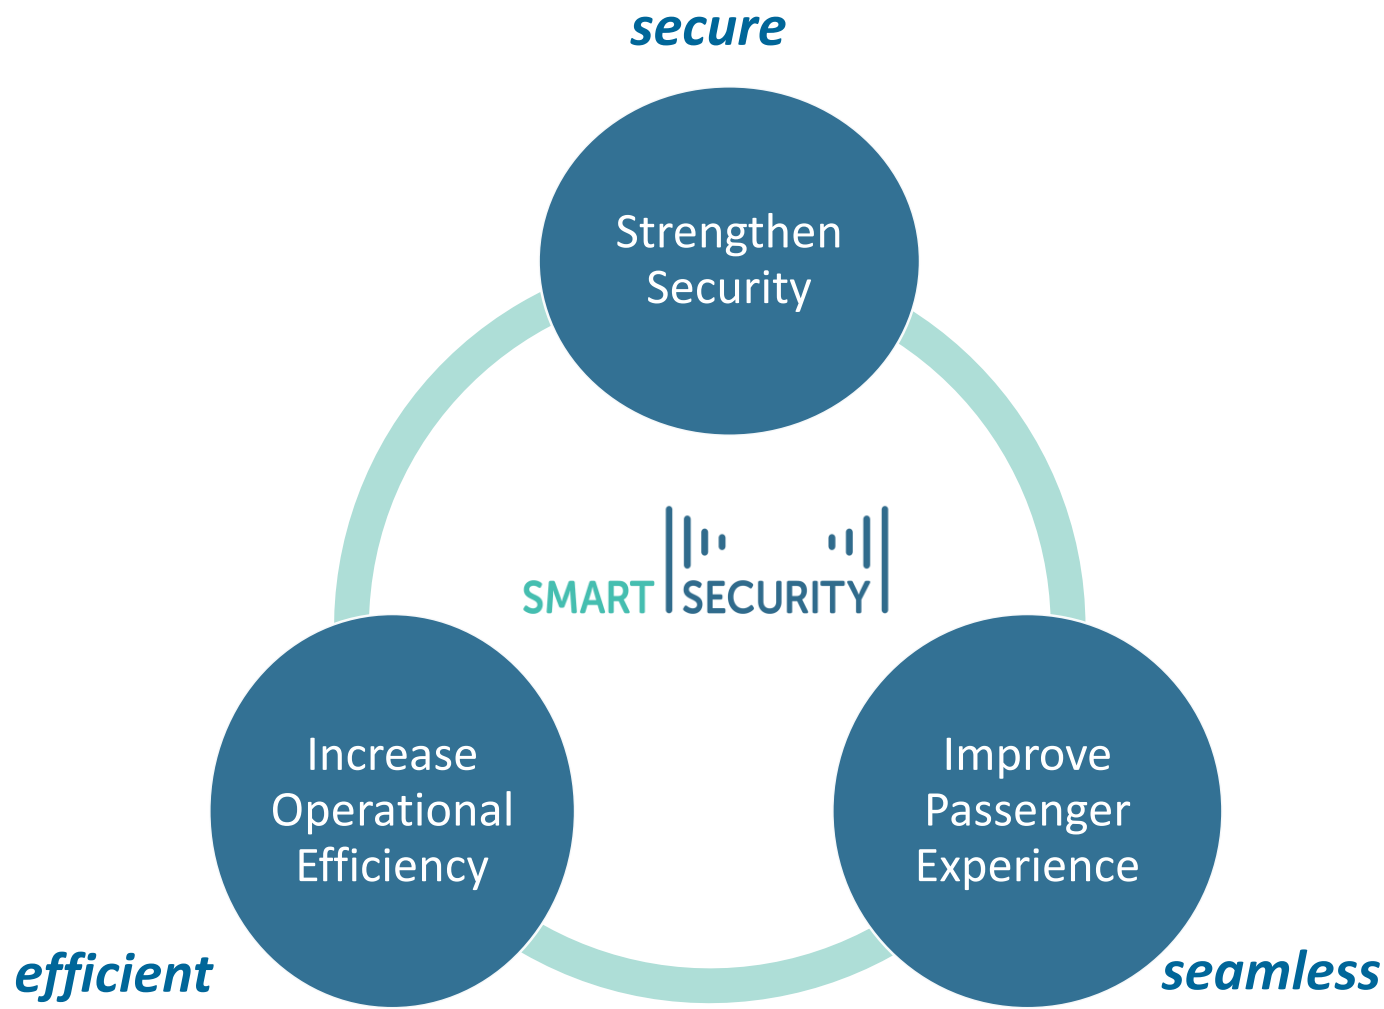 secure
Strengthen
Security
SMART SECURITY
Increase
Operational
Efficiency
Improve
Passenger
Experience
efficient
seamless